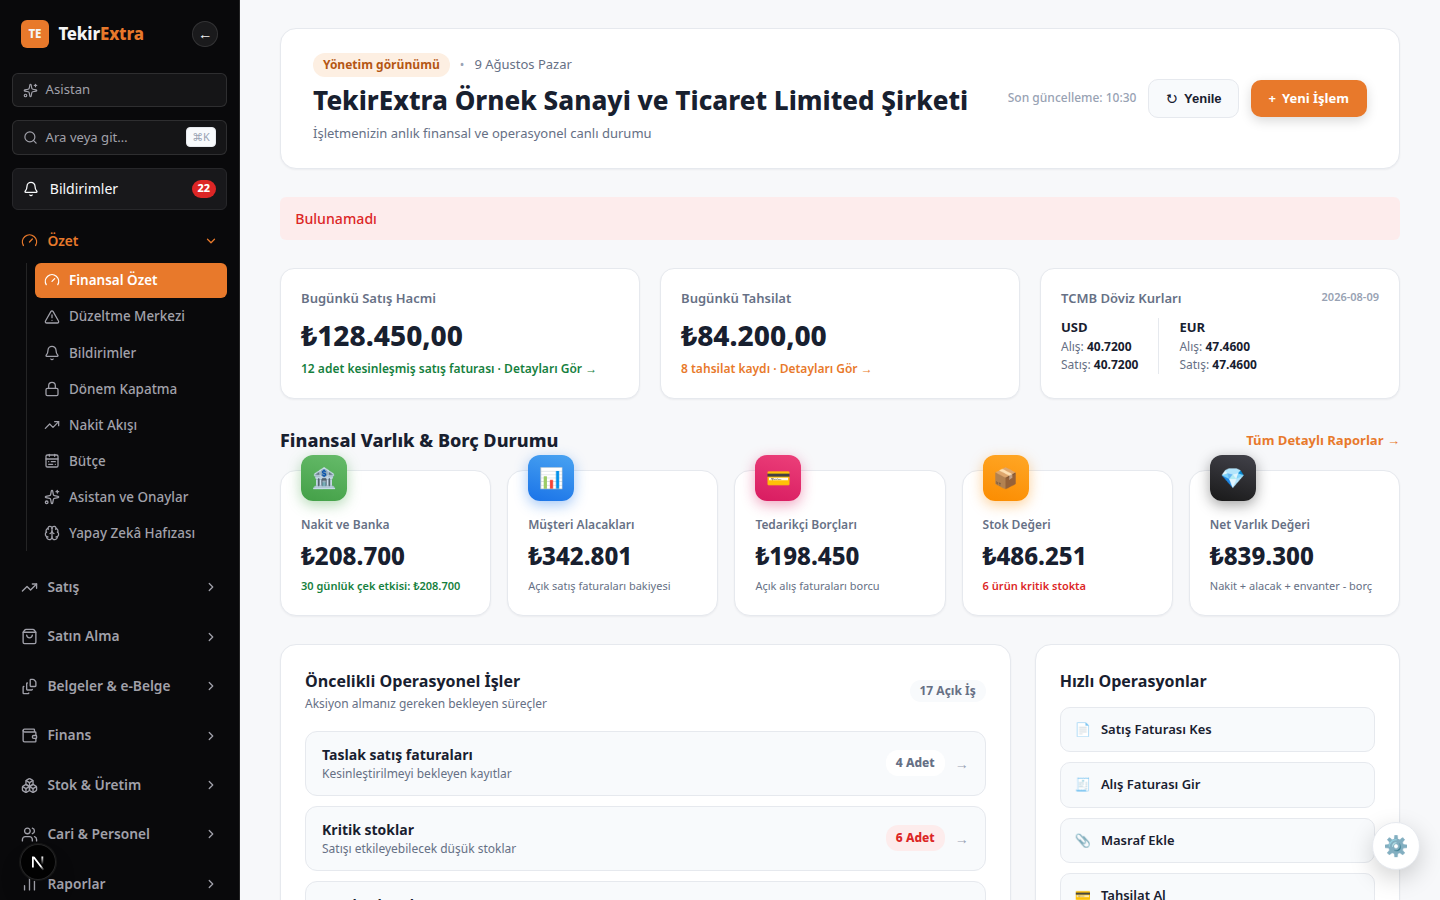 TE TekirExtra ←
Asistan
Ara veya git... ⌘K
Bildirimler 22
Özet
Finansal Özet
Düzeltme Merkezi
Bildirimler
Dönem Kapatma
Nakit Akışı
Bütçe
Asistan ve Onaylar
Yapay Zekâ Hafızası
Satış
Satın Alma
Belgeler & e-Belge
Finans
Stok & Üretim
Cari & Personel
N
Raporlar
Yönetim görünümü • 9 Ağustos Pazar
TekirExtra Örnek Sanayi ve Ticaret Limited Şirketi
İşletmenizin anlık finansal ve operasyonel canlı durumu
Son güncelleme: 10:30
↻ Yenile
+ Yeni İşlem
Bulunamadı
Bugünkü Satış Hacmi
₺128.450,00
12 adet kesinleşmiş satış faturası · Detayları Gör →
Bugünkü Tahsilat
₺84.200,00
8 tahsilat kaydı · Detayları Gör →
TCMB Döviz Kurları 2026-08-09
USD
Alış: 40.7200
Satış: 40.7200
EUR
Alış: 47.4600
Satış: 47.4600
Finansal Varlık & Borç Durumu
Tüm Detaylı Raporlar →
Nakit ve Banka
₺208.700
30 günlük çek etkisi: ₺208.700
Müşteri Alacakları
₺342.801
Açık satış faturaları bakiyesi
Tedarikçi Borçları
₺198.450
Açık alış faturaları borcu
Stok Değeri
₺486.251
6 ürün kritik stokta
Net Varlık Değeri
₺839.300
Nakit + alacak + envanter - borç
Öncelikli Operasyonel İşler
Aksiyon almanız gereken bekleyen süreçler
17 Açık İş
Taslak satış faturaları
Kesinleştirilmeyi bekleyen kayıtlar
4 Adet →
Kritik stoklar
Satışı etkileyebilecek düşük stoklar
6 Adet →
Hızlı Operasyonlar
Satış Faturası Kes
Alış Faturası Gir
Masraf Ekle
Tahsilat Al